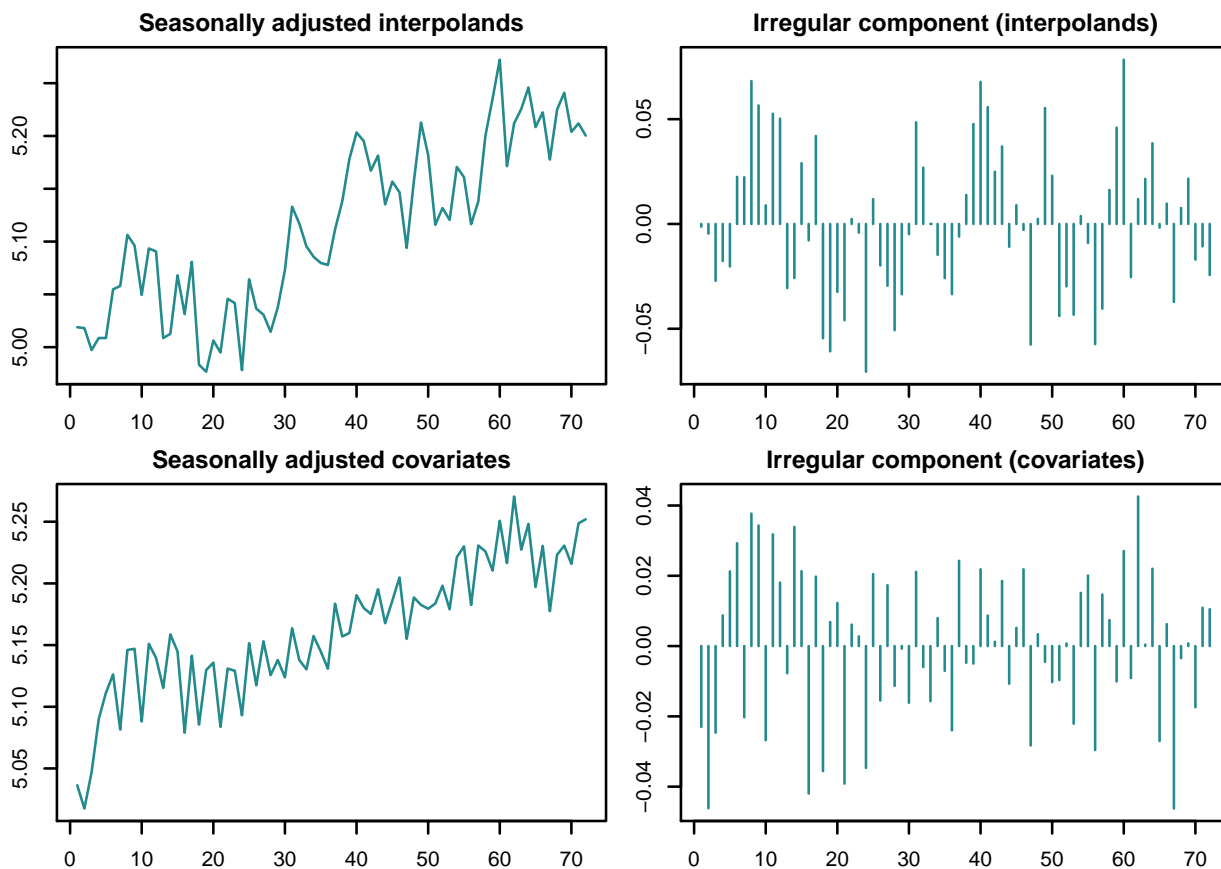 Seasonally adjusted interpolands
5.00 5.10 5.20
0 10 20 30 40 50 60 70
Irregular component (interpolands)
−0.05 0.00 0.05
0 10 20 30 40 50 60 70
Seasonally adjusted covariates
5.05 5.10 5.15 5.20 5.25
0 10 20 30 40 50 60 70
Irregular component (covariates)
−0.04 −0.02 0.00 0.02 0.04
0 10 20 30 40 50 60 70